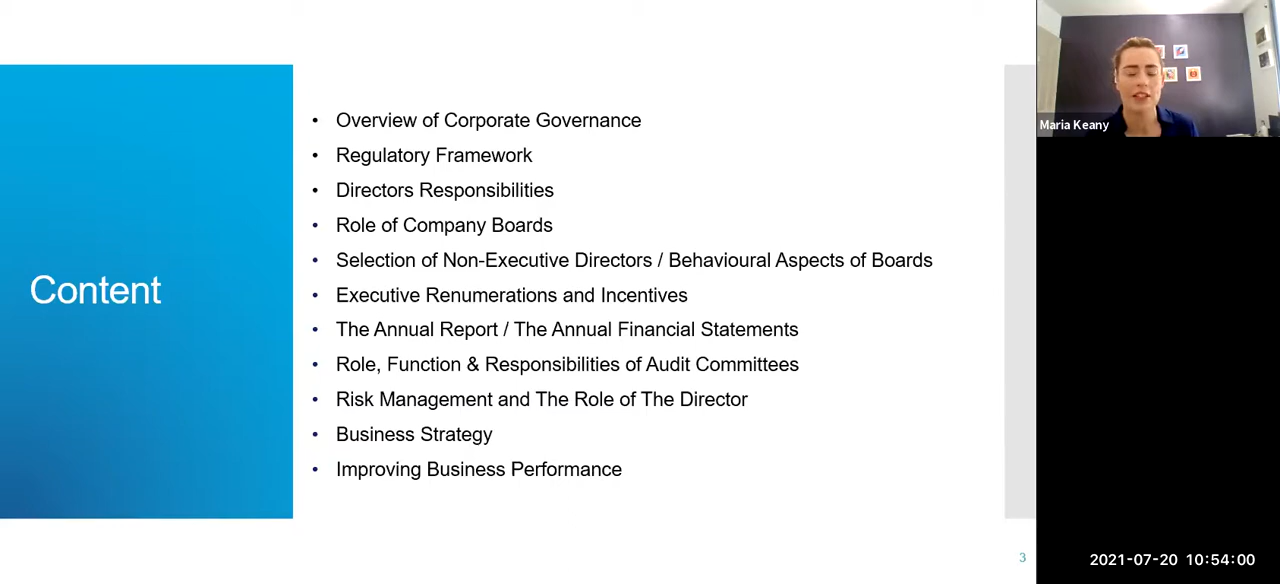 Content
• Overview of Corporate Governance
• Regulatory Framework
• Directors Responsibilities
• Role of Company Boards
• Selection of Non-Executive Directors / Behavioural Aspects of Boards
• Executive Renumerations and Incentives
• The Annual Report / The Annual Financial Statements
• Role, Function & Responsibilities of Audit Committees
• Risk Management and The Role of The Director
• Business Strategy
• Improving Business Performance
3
Maria Keany
2021-07-20 10:54:00